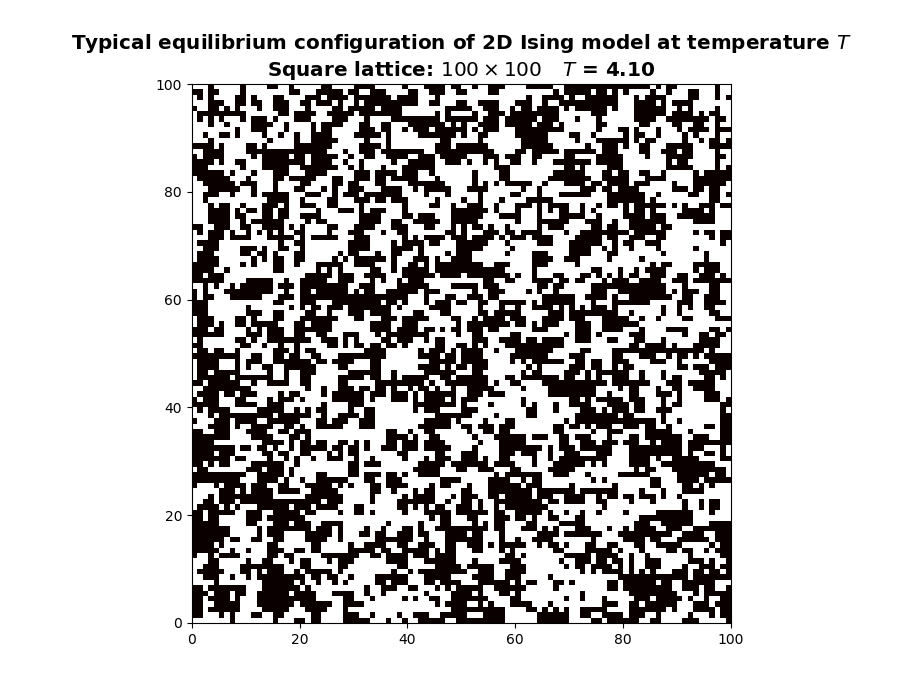 Typical equilibrium configuration of 2D Ising model at temperature T
Square lattice: 100 × 100 T = 4.10
100
80
60
40
20
0
0 20 40 60 80 100